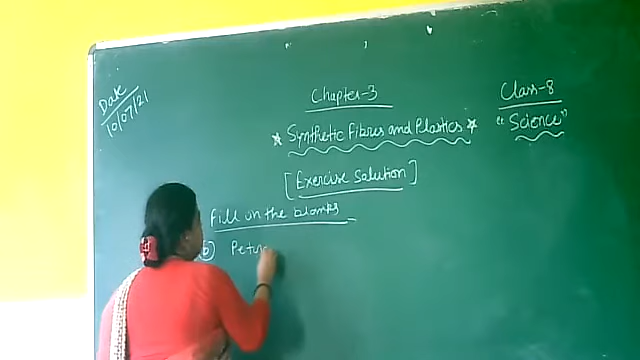 Date
10/07/21
Chapter-3
Class-8
"Science"
* Synthetic Fibres and Plastics *
[Exercise Solution]
Fill in the blanks
b Petr